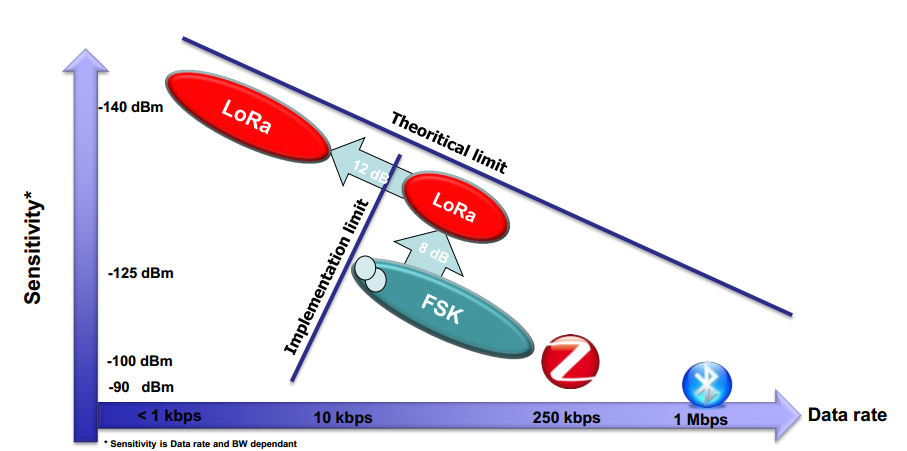 Theoritical limit
-140 dBm
LoRa
12 dB
LoRa
Implementation limit
8 dB
Sensitivity*
-125 dBm
FSK
-100 dBm
Z
-90 dBm
< 1 kbps
10 kbps
250 kbps
1 Mbps
Data rate
* Sensitivity is Data rate and BW dependant